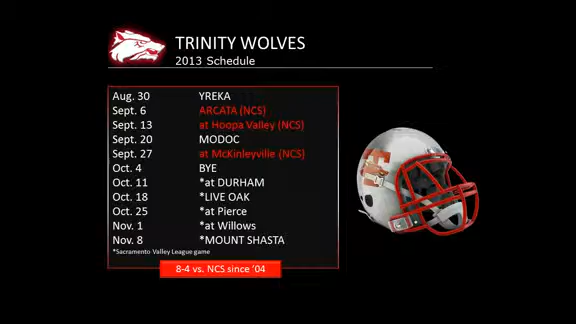 TRINITY WOLVES
2013 Schedule
Aug. 30 YREKA
Sept. 6 ARCATA (NCS)
Sept. 13 at Hoopa Valley (NCS)
Sept. 20 MODOC
Sept. 27 at McKinleyville (NCS)
Oct. 4 BYE
Oct. 11 *at DURHAM
Oct. 18 *LIVE OAK
Oct. 25 *at Pierce
Nov. 1 *at Willows
Nov. 8 *MOUNT SHASTA
*Sacramento Valley League game
8-4 vs. NCS since ’04